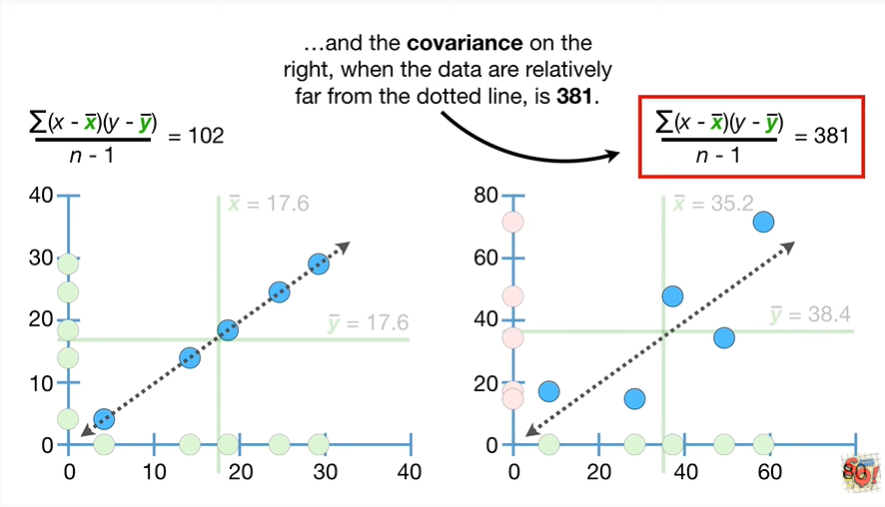 …and the covariance on the
right, when the data are relatively
far from the dotted line, is 381.
∑(x - x̄)(y - ȳ)
n - 1
= 102
∑(x - x̄)(y - ȳ)
n - 1
= 381
40
30
20
10
0
0 10 20 30 40
x̄ = 17.6
ȳ = 17.6
80
60
40
20
0
0 20 40 60 80
x̄ = 35.2
ȳ = 38.4